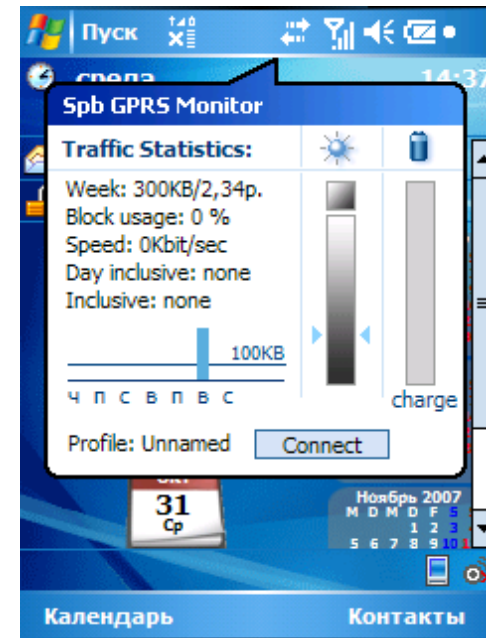 Пуск
среда 14:37
Spb GPRS Monitor
Traffic Statistics:
Week: 300KB/2,34р.
Block usage: 0 %
Speed: 0Kbit/sec
Day inclusive: none
Inclusive: none
100KB
ч п с в п в с
charge
Profile: Unnamed Connect
31
Ср
Ноябрь 2007
M D M D F S
1 2 3
5 6 7 8 9 10
Календарь Контакты